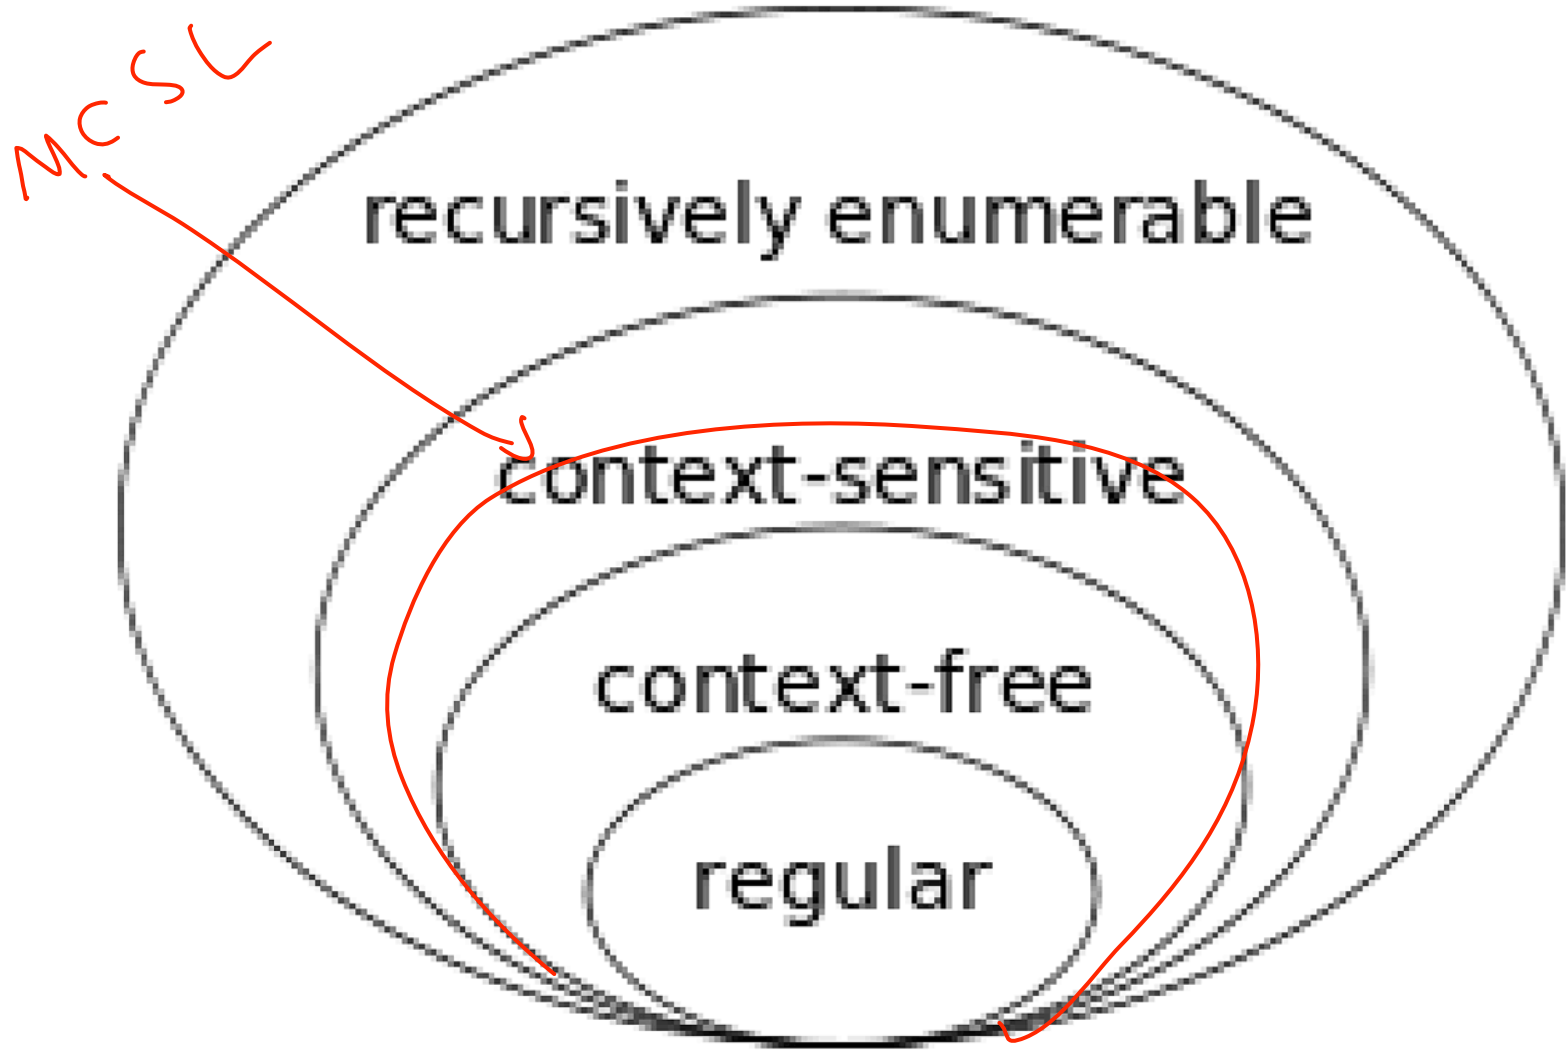 MCSL
recursively enumerable
context-sensitive
context-free
regular